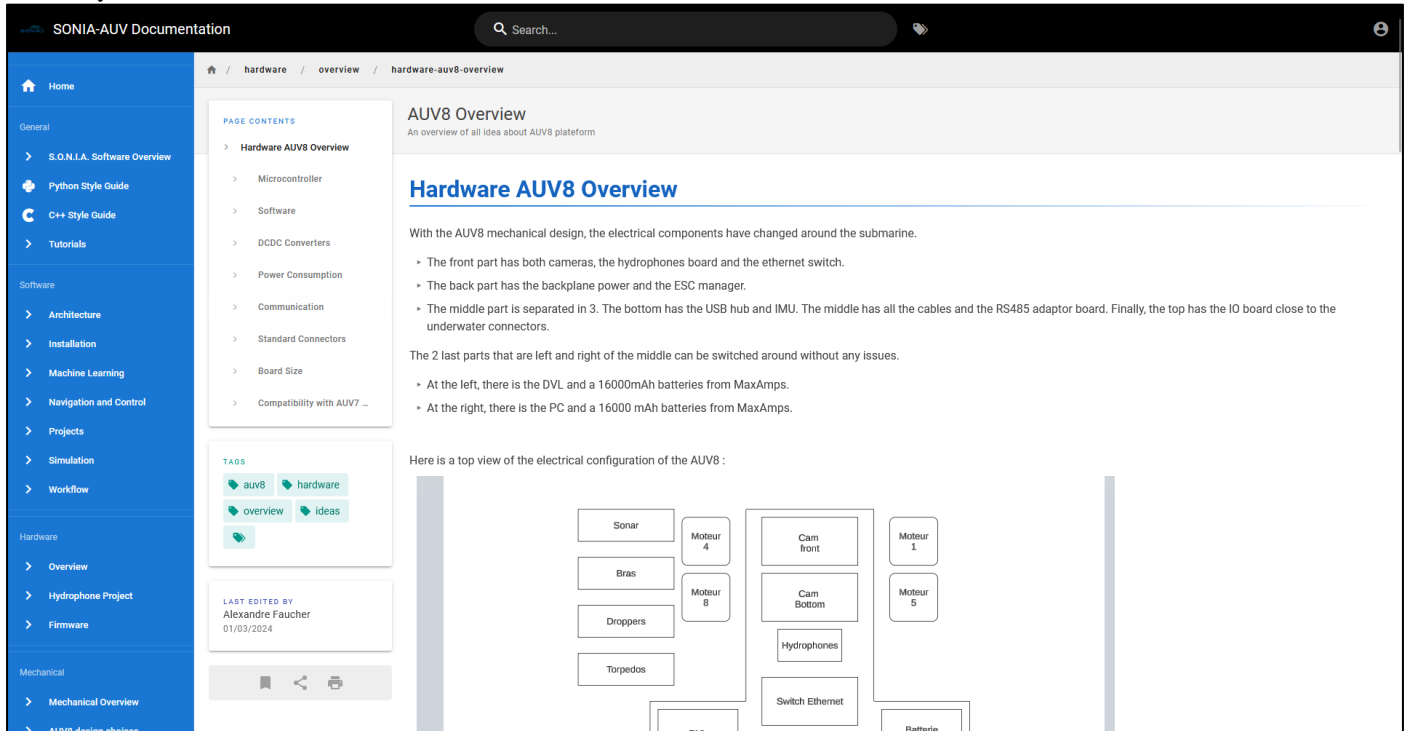 SONIA-AUV Documentation
Search...
Home
General
S.O.N.I.A. Software Overview
Python Style Guide
C++ Style Guide
Tutorials
Software
Architecture
Installation
Machine Learning
Navigation and Control
Projects
Simulation
Workflow
Hardware
Overview
Hydrophone Project
Firmware
Mechanical
Mechanical Overview
AUV8 design choices
/ hardware / overview / hardware-auv8-overview
PAGE CONTENTS
Hardware AUV8 Overview
Microcontroller
Software
DCDC Converters
Power Consumption
Communication
Standard Connectors
Board Size
Compatibility with AUV7 ...
TAGS
auv8
hardware
overview
ideas
LAST EDITED BY
Alexandre Faucher
01/03/2024
AUV8 Overview
An overview of all idea about AUV8 plateform
Hardware AUV8 Overview
With the AUV8 mechanical design, the electrical components have changed around the submarine.
The front part has both cameras, the hydrophones board and the ethernet switch.
The back part has the backplane power and the ESC manager.
The middle part is separated in 3. The bottom has the USB hub and IMU. The middle has all the cables and the RS485 adaptor board. Finally, the top has the IO board close to the
underwater connectors.
The 2 last parts that are left and right of the middle can be switched around without any issues.
At the left, there is the DVL and a 16000mAh batteries from MaxAmps.
At the right, there is the PC and a 16000 mAh batteries from MaxAmps.
Here is a top view of the electrical configuration of the AUV8 :
Sonar
Bras
Droppers
Torpedos
Moteur
4
Moteur
8
Cam
front
Cam
Bottom
Hydrophones
Switch Ethernet
Moteur
1
Moteur
5
Batterie